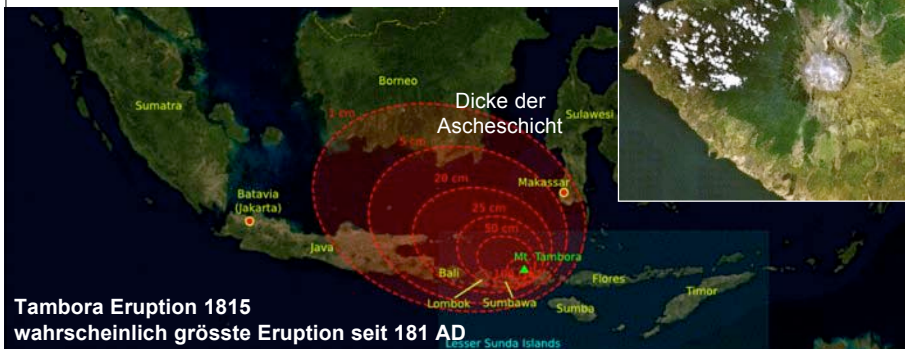 Borneo
Dicke der
Ascheschicht
Sumatra
1 cm
Sulawesi
5 cm
20 cm
Makassar
Batavia
(Jakarta)
25 cm
50 cm
Java
Mt. Tambora
Bali
Flores
Timor
Lombok
Sumbawa
Sumba
Tambora Eruption 1815
wahrscheinlich grösste Eruption seit 181 AD
Lesser Sunda Islands